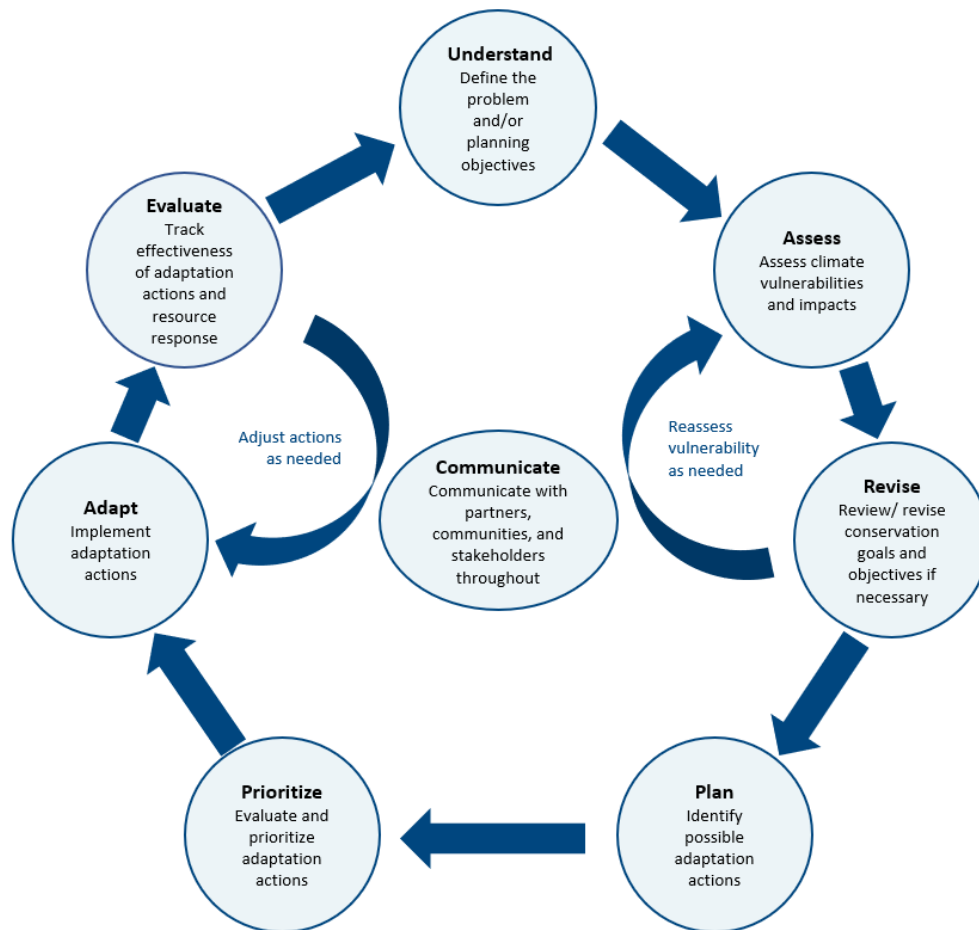 Understand
Define the
problem
and/or
planning
objectives
Assess
Assess climate
vulnerabilities
and impacts
Revise
Review/ revise
conservation
goals and
objectives if
necessary
Plan
Identify
possible
adaptation
actions
Prioritize
Evaluate and
prioritize
adaptation
actions
Adapt
Implement
adaptation
actions
Evaluate
Track
effectiveness
of adaptation
actions and
resource
response
Adjust actions
as needed
Communicate
Communicate with
partners,
communities, and
stakeholders
throughout
Reassess
vulnerability
as needed